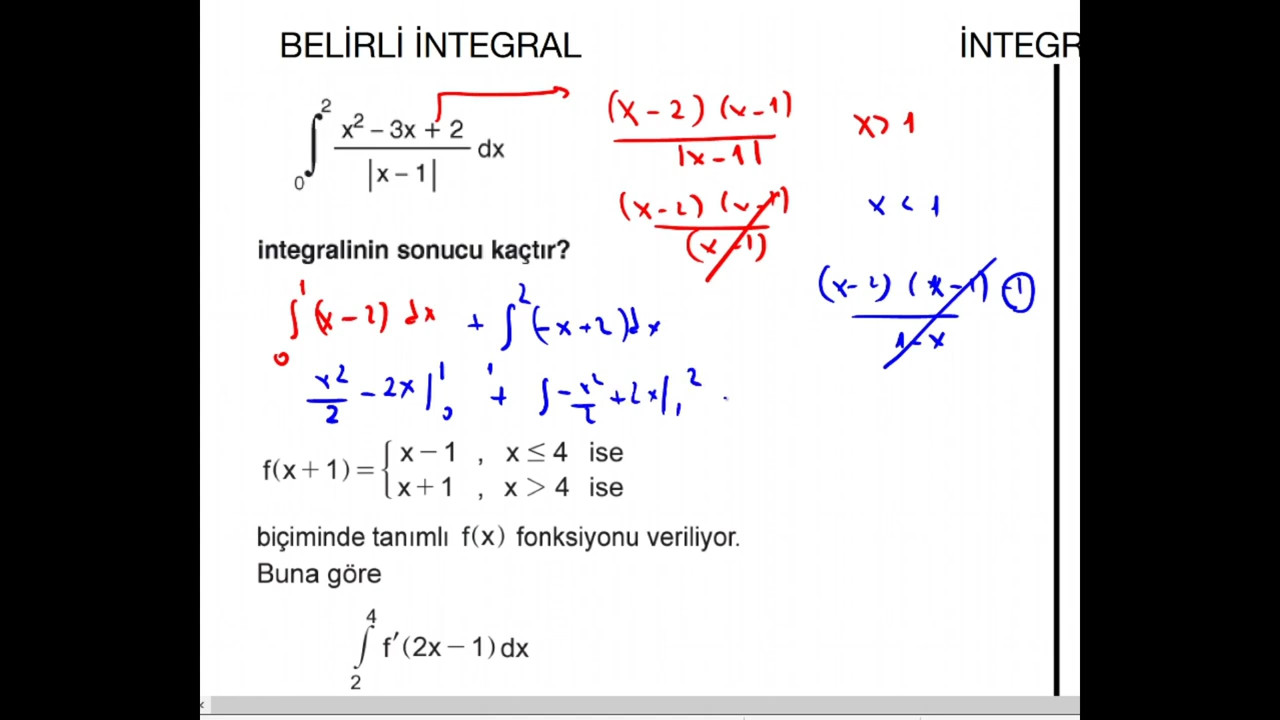 BELİRLİ İNTEGRAL
İNTEGR
∫₀² (x² − 3x + 2) / |x − 1| dx
(x − 2) (x − 1) / |x − 1|
x > 1
(x − 2) (x − 1) / (x − 1)
x < 1
integralinin sonucu kaçtır?
(x − 2) (x − 1) −1 / 1 − x
∫₀¹ (x − 2) dx + ∫₁² (−x + 2) dx
x²/2 − 2x |₀¹ + ∫ −x²/2 + 2x |₁²
f(x + 1) = { x − 1 , x ≤ 4 ise
x + 1 , x > 4 ise
biçiminde tanımlı f(x) fonksiyonu veriliyor.
Buna göre
∫₂⁴ f′(2x − 1) dx